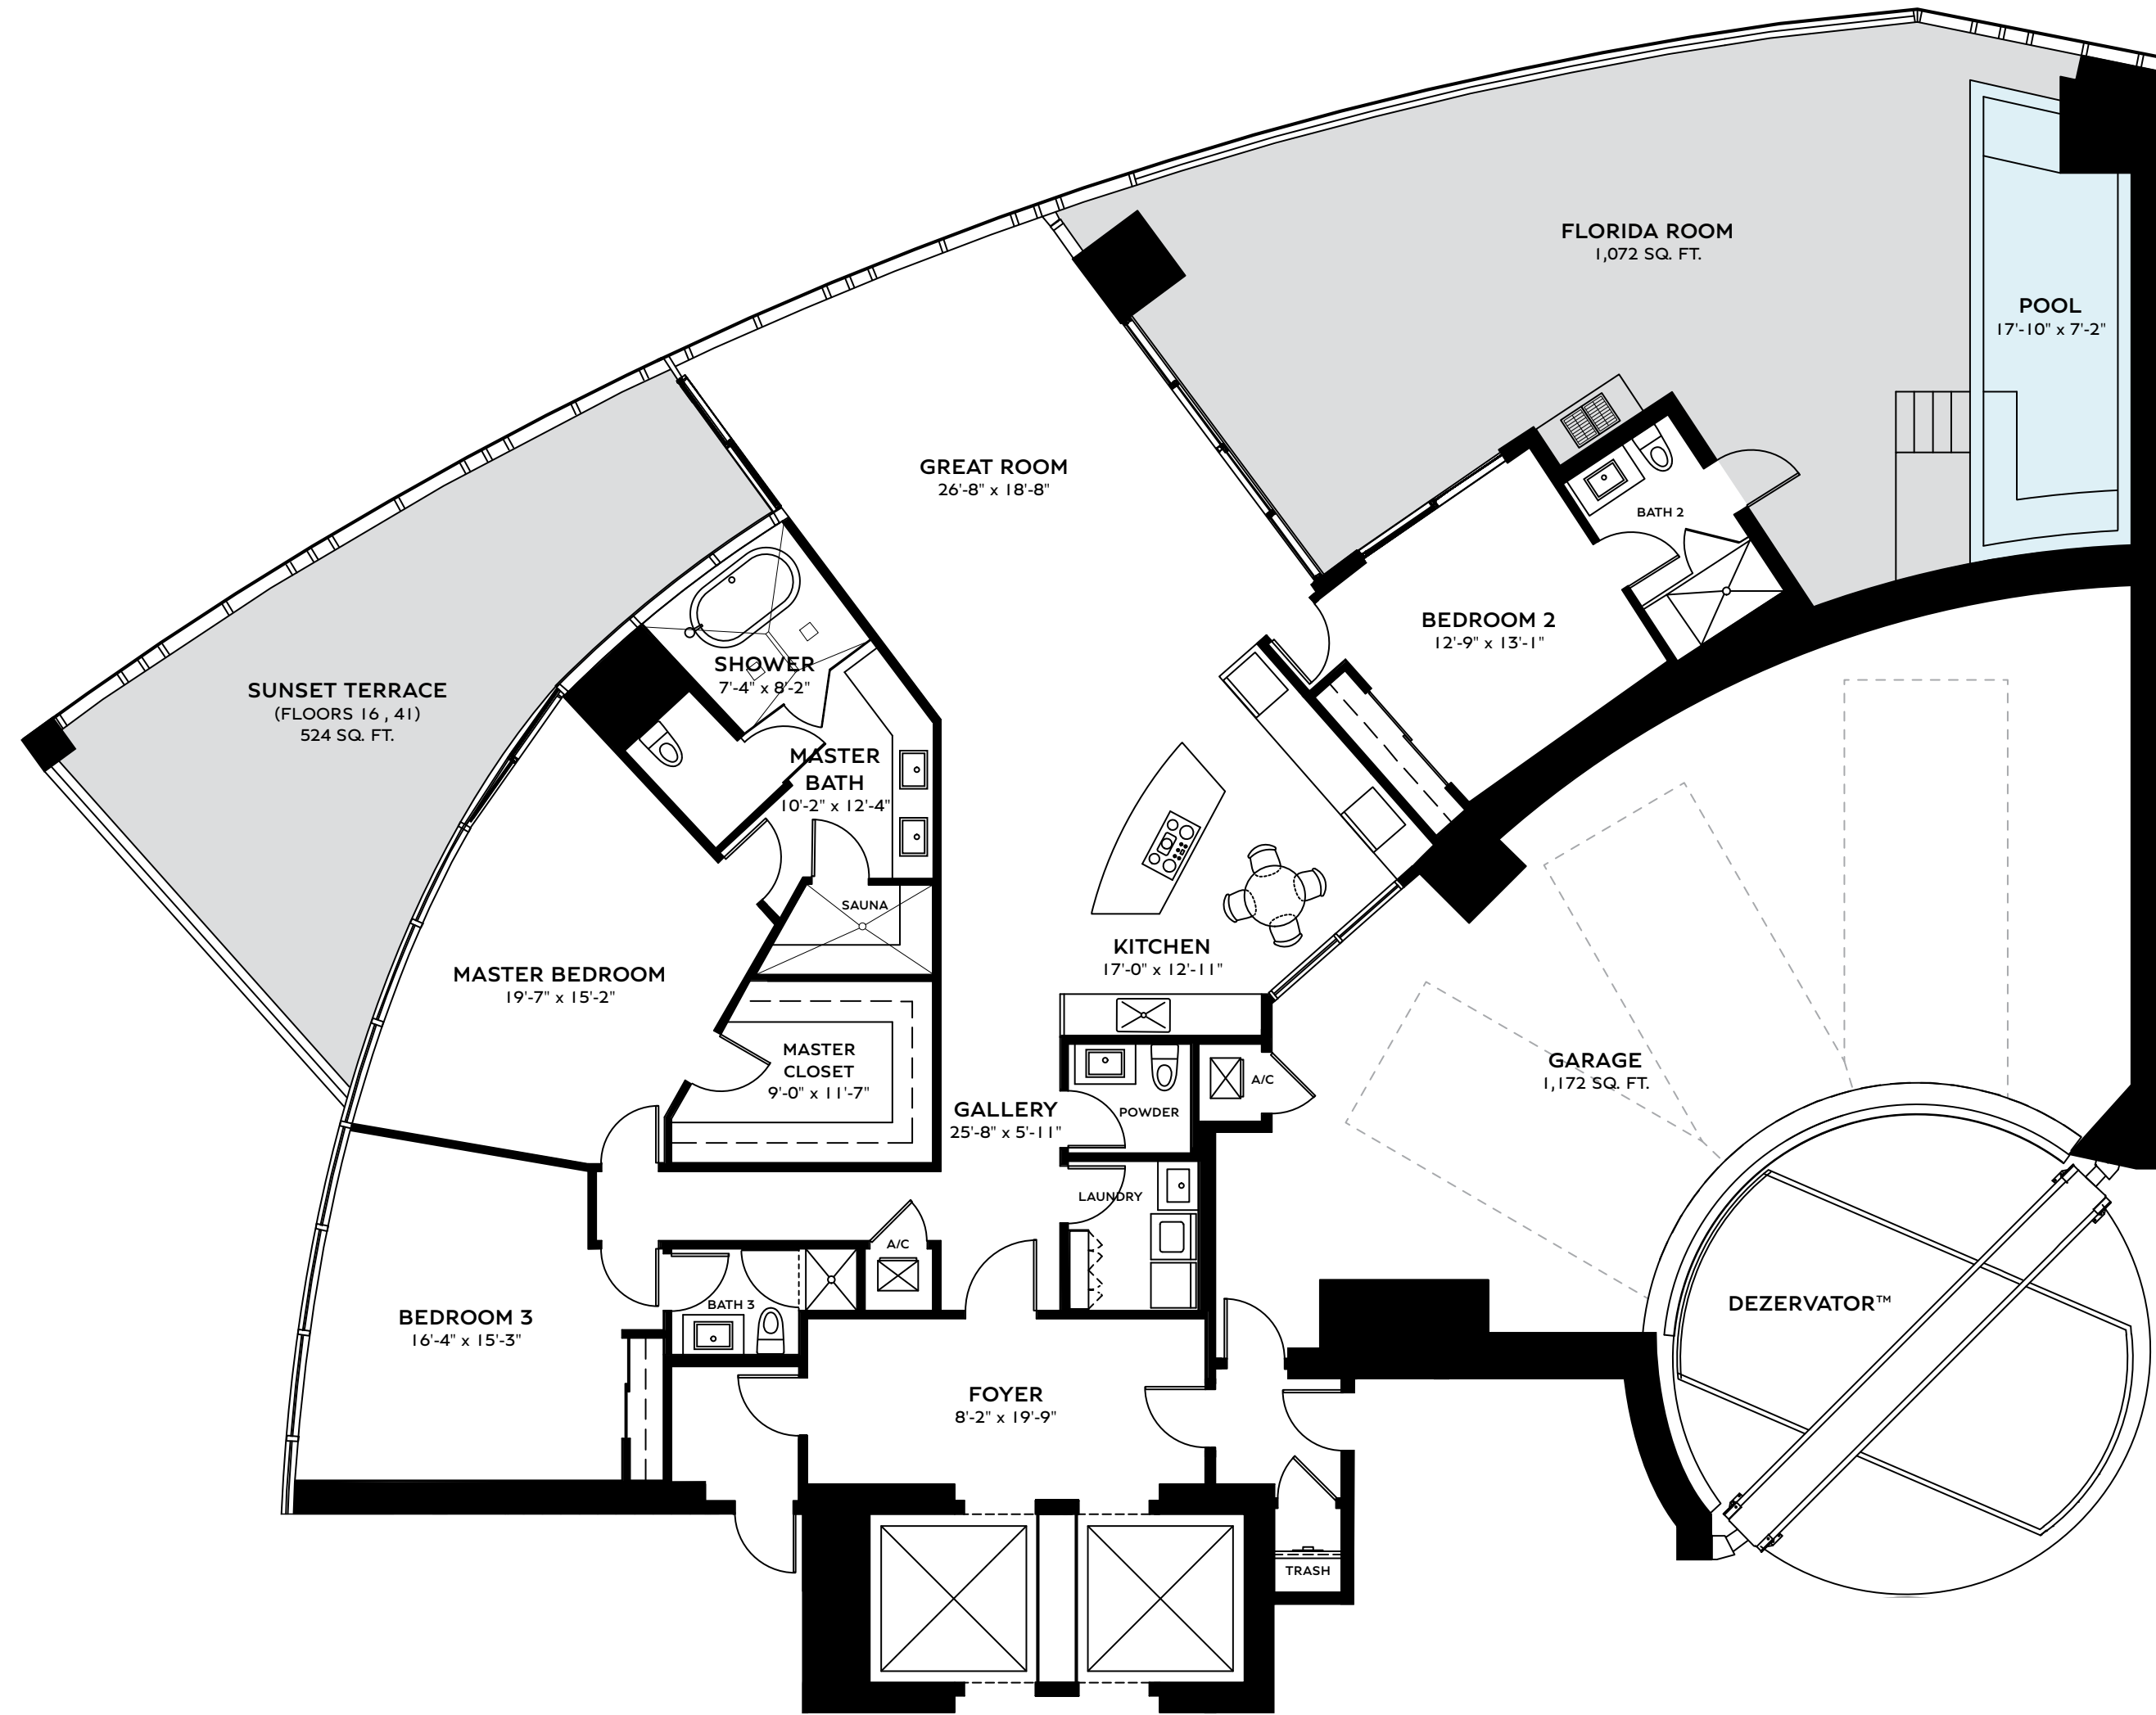 FLORIDA ROOM
1,072 SQ. FT.
POOL
17'-10" x 7'-2"
GREAT ROOM
26'-8" x 18'-8"
BATH 2
BEDROOM 2
12'-9" x 13'-1"
SHOWER
7'-4" x 8'-2"
SUNSET TERRACE
(FLOORS 16 , 41)
524 SQ. FT.
MASTER
BATH
10'-2" x 12'-4"
SAUNA
KITCHEN
17'-0" x 12'-11"
MASTER BEDROOM
19'-7" x 15'-2"
MASTER
CLOSET
9'-0" x 11'-7"
GARAGE
1,172 SQ. FT.
A/C
GALLERY
25'-8" x 5'-11"
POWDER
LAUNDRY
A/C
BATH 3
DEZERVATOR™
BEDROOM 3
16'-4" x 15'-3"
FOYER
8'-2" x 19'-9"
TRASH